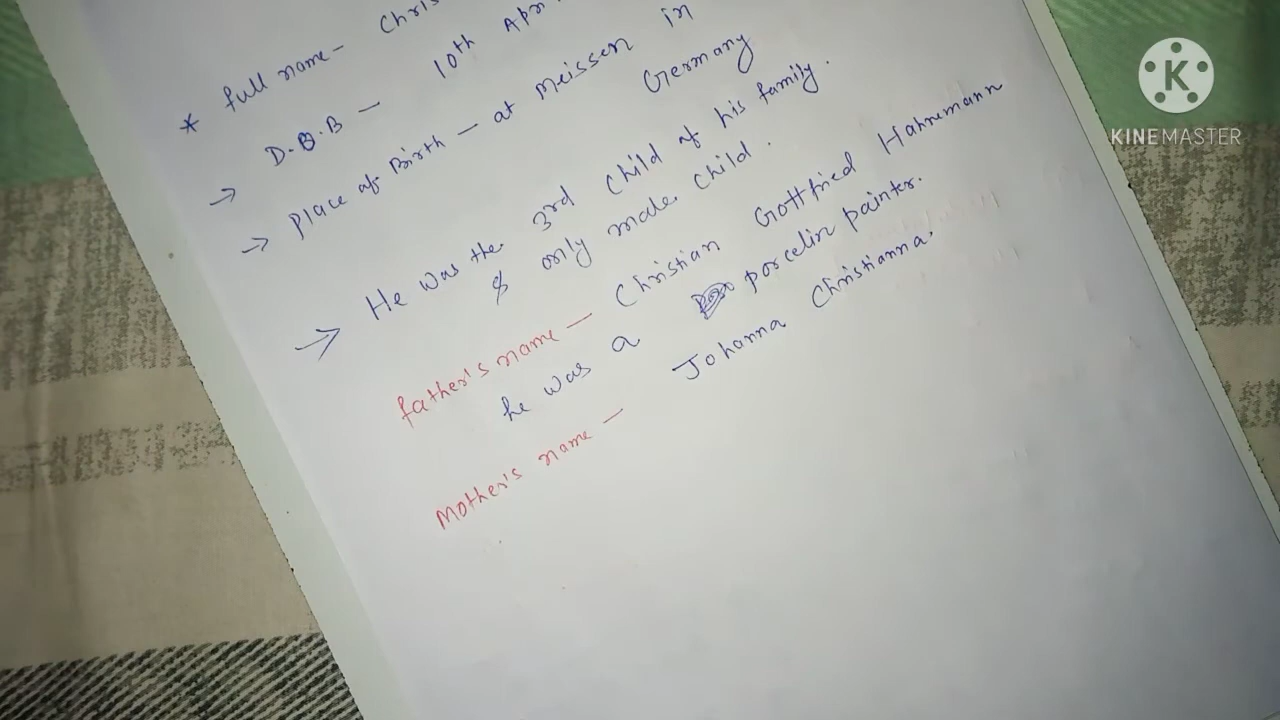 * full name - Chris
→ D.O.B - 10th Apr
→ Place of Birth - at Meissen in
Germany
→ He was the 3rd child of his family.
& only male child.
father's name - Christian Gottfried Hahnemann
he was a porcelin painter.
Mother's name - Johanna Christianna.
K
KINEMASTER